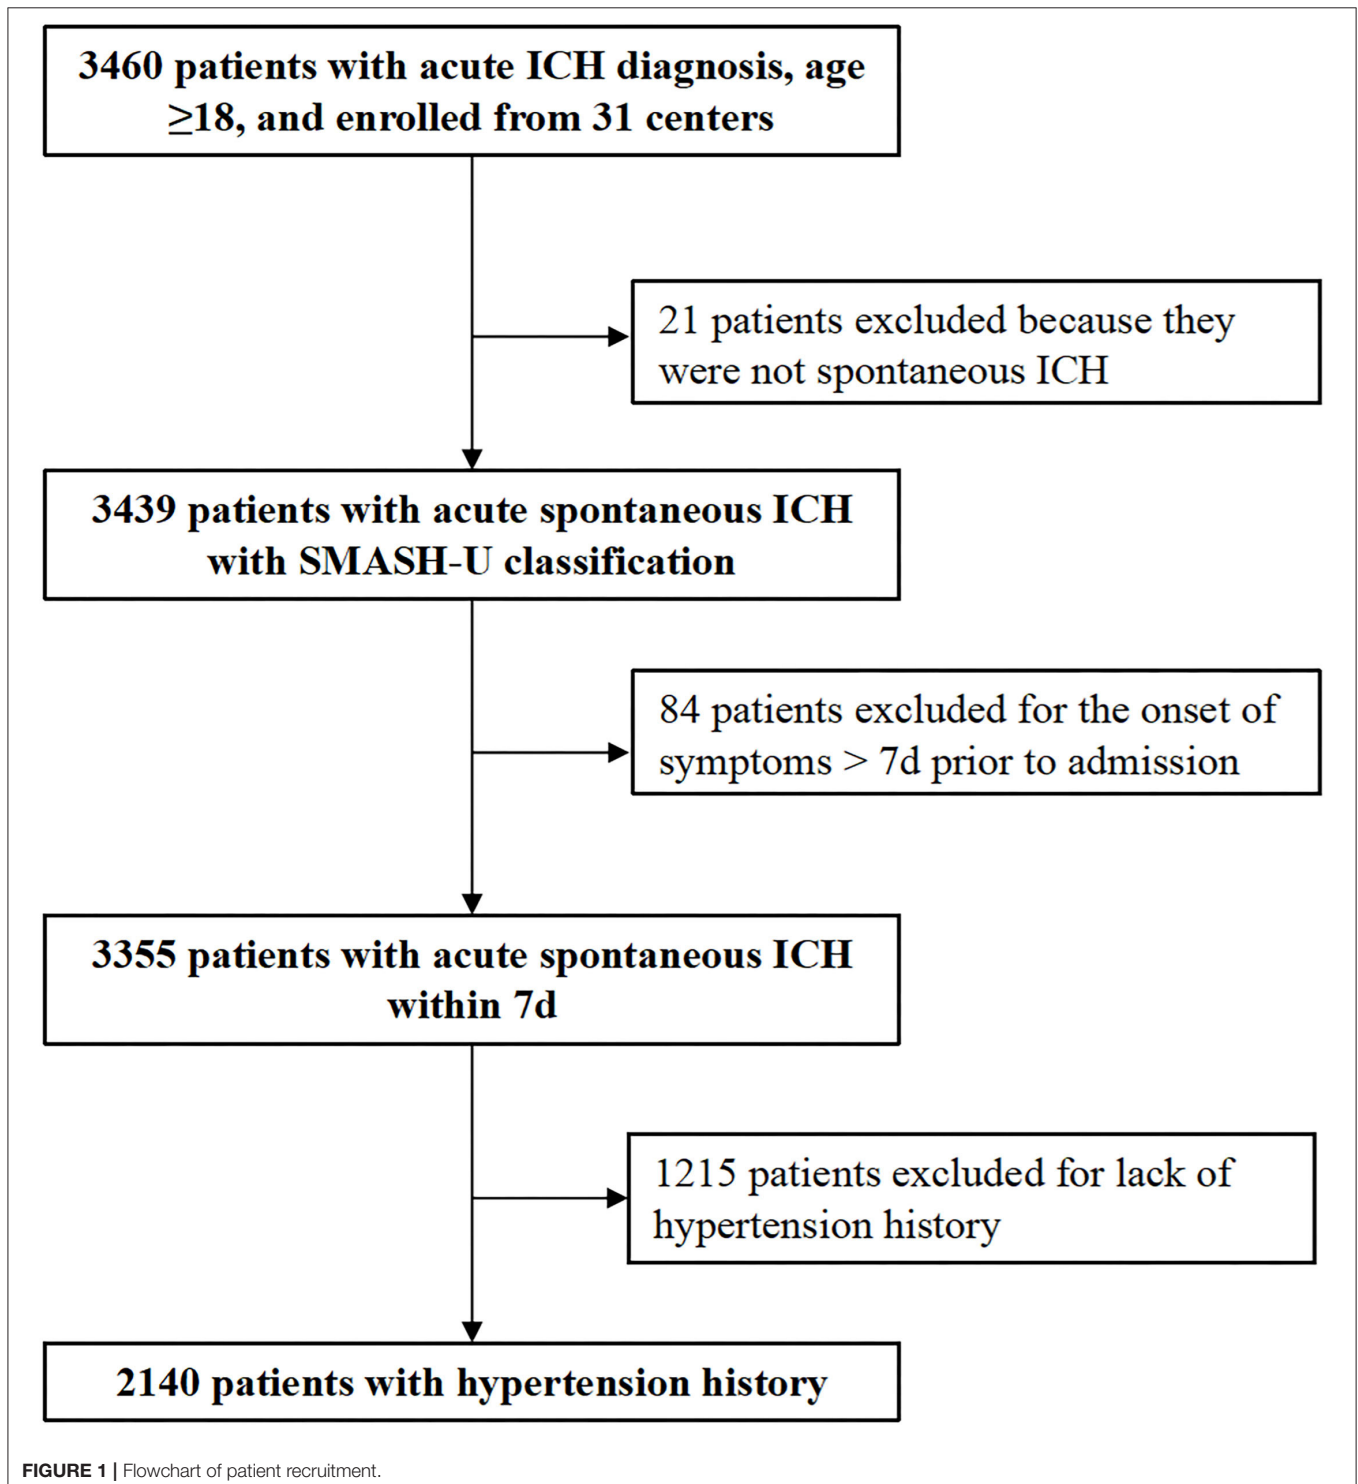 3460 patients with acute ICH diagnosis, age
≥18, and enrolled from 31 centers
21 patients excluded because they
were not spontaneous ICH
3439 patients with acute spontaneous ICH
with SMASH-U classification
84 patients excluded for the onset of
symptoms > 7d prior to admission
3355 patients with acute spontaneous ICH
within 7d
1215 patients excluded for lack of
hypertension history
2140 patients with hypertension history
FIGURE 1 | Flowchart of patient recruitment.